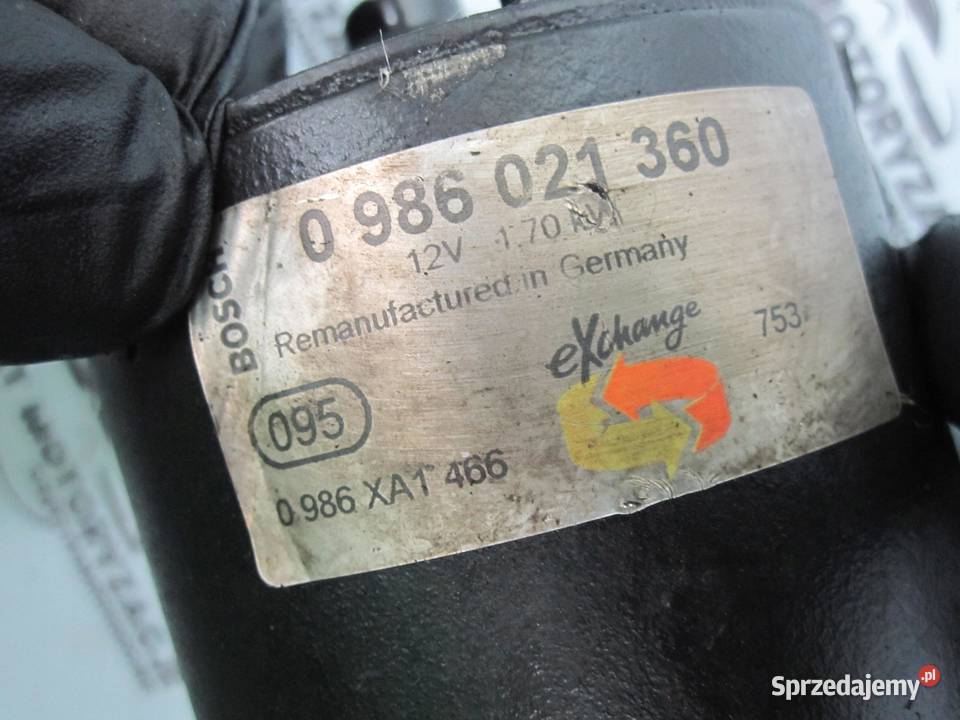 0 986 021 360
12V 1,70 kW
BOSCH
Remanufactured in Germany
eXchange
753
095
0 986 XA1 466
Sprzedajemy.pl